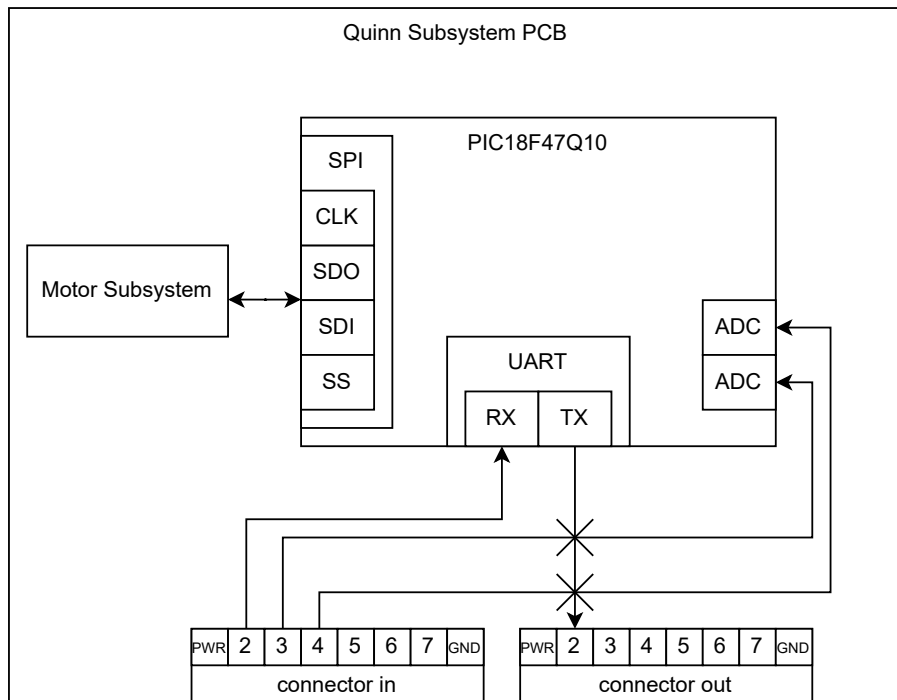 Quinn Subsystem PCB
PIC18F47Q10
SPI
CLK
SDO
SDI
SS
Motor Subsystem
ADC
ADC
UART
RX TX
PWR 2 3 4 5 6 7 GND
connector in
PWR 2 3 4 5 6 7 GND
connector out